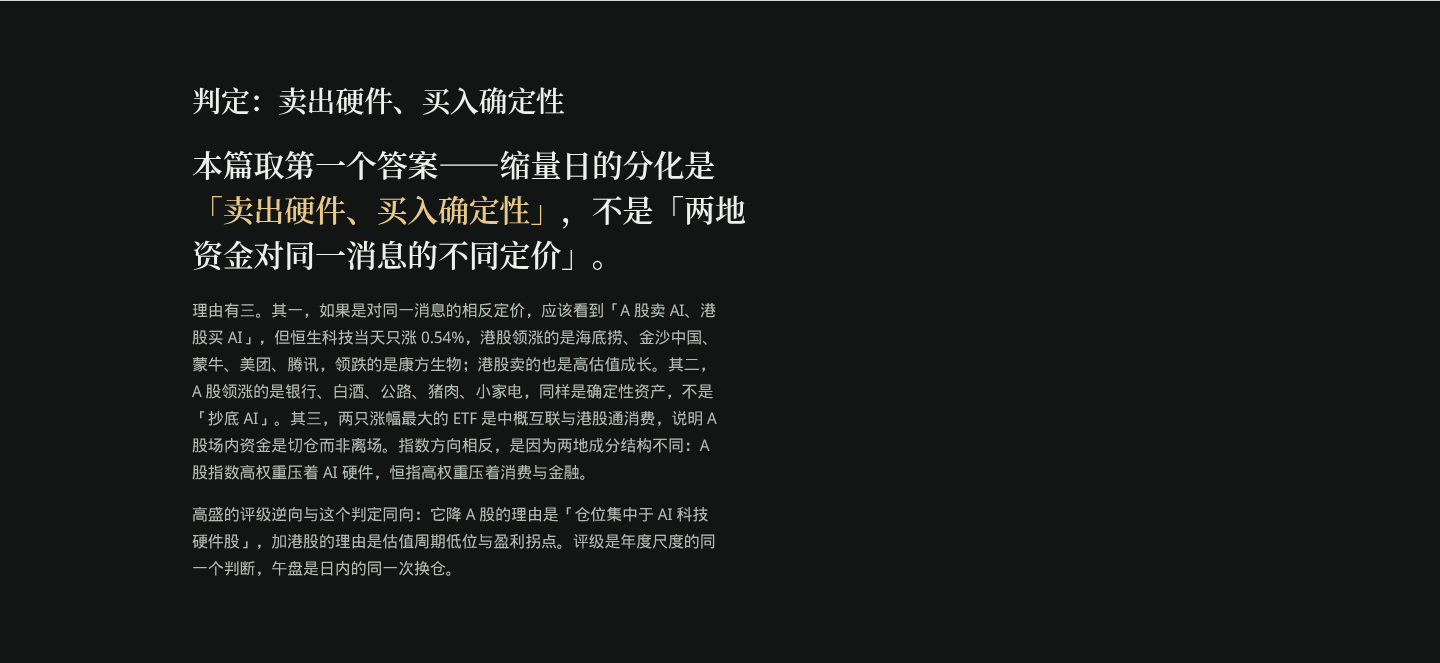 判定：卖出硬件、买入确定性
本篇取第一个答案——缩量日的分化是
「卖出硬件、买入确定性」，不是「两地
资金对同一消息的不同定价」。
理由有三。其一，如果是对同一消息的相反定价，应该看到「A 股卖 AI、港
股买 AI」，但恒生科技当天只涨 0.54%，港股领涨的是海底捞、金沙中国、
蒙牛、美团、腾讯，领跌的是康方生物；港股卖的也是高估值成长。其二，
A 股领涨的是银行、白酒、公路、猪肉、小家电，同样是确定性资产，不是
「抄底 AI」。其三，两只涨幅最大的 ETF 是中概互联与港股通消费，说明 A
股场内资金是切仓而非离场。指数方向相反，是因为两地成分结构不同：A
股指数高权重压着 AI 硬件，恒指高权重压着消费与金融。
高盛的评级逆向与这个判定同向：它降 A 股的理由是「仓位集中于 AI 科技
硬件股」，加港股的理由是估值周期低位与盈利拐点。评级是年度尺度的同
一个判断，午盘是日内的同一次换仓。